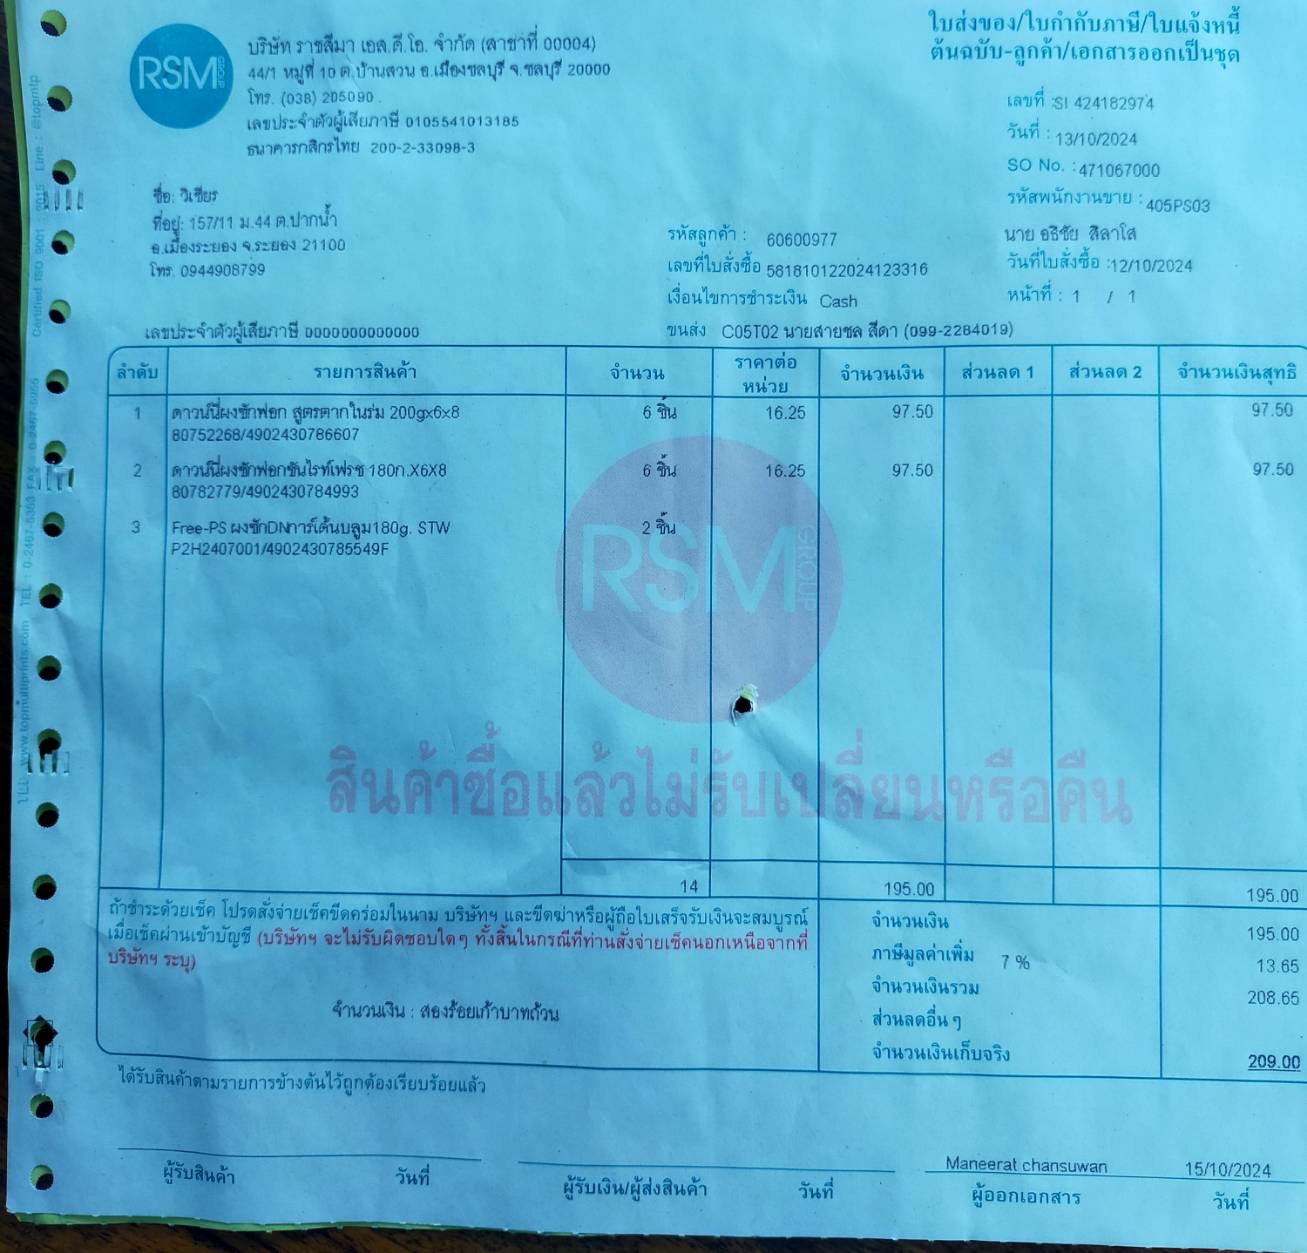 ใบส่งของ/ใบกำกับภาษี/ใบแจ้งหนี้
ต้นฉบับ-ลูกค้า/เอกสารออกเป็นชุด
RSM GROUP
บริษัท ราชสีมา เอส.ดี.โอ. จำกัด (สาขาที่ 00004)
44/1 หมู่ที่ 10 ต.บ้านสวน อ.เมืองชลบุรี จ.ชลบุรี 20000
โทร. (038) 205090 .
เลขประจำตัวผู้เสียภาษี 0105541013185
ธนาคารกสิกรไทย 200-2-33098-3
เลขที่ :SI 424182974
วันที่ : 13/10/2024
SO No. : 471067000
รหัสพนักงานขาย : 405PS03
นาย อธิชัย สิลาโส
วันที่ใบสั่งซื้อ :12/10/2024
หน้าที่ : 1 / 1
ชื่อ: วิเชียร
ที่อยู่: 157/11 ม.44 ต.ปากน้ำ
อ.เมืองระยอง จ.ระยอง 21100
โทร. 0944908799
รหัสลูกค้า : 60600977
เลขที่ใบสั่งซื้อ 581810122024123316
เงื่อนไขการชำระเงิน Cash
เลขประจำตัวผู้เสียภาษี 0000000000000
ขนส่ง C05T02 นายสายชล สีดา (099-2284019)
ลำดับ รายการสินค้า จำนวน ราคาต่อหน่วย จำนวนเงิน ส่วนลด 1 ส่วนลด 2 จำนวนเงินสุทธิ
1 ดาวน์นี่ผงซักฟอก สูตรตากในร่ม 200gx6x8 6 ชิ้น 16.25 97.50 97.50
80752268/4902430786607
2 ดาวน์นี่ผงซักฟอกซันไรท์เฟรช 180ก.X6X8 6 ชิ้น 16.25 97.50 97.50
80782779/4902430784993
3 Free-PS ผงซักDNการ์เด้นบลูม180g. STW 2 ชิ้น
P2H2407001/4902430785549F
RSM GROUP
สินค้าซื้อแล้วไม่รับเปลี่ยนหรือคืน
14 195.00 195.00
ถ้าชำระด้วยเช็ค โปรดสั่งจ่ายเช็คขีดคร่อมในนาม บริษัทฯ และขีดฆ่าหรือผู้ถือใบเสร็จรับเงินจะสมบูรณ์
เมื่อเช็คผ่านเข้าบัญชี (บริษัทฯ จะไม่รับผิดชอบใดๆ ทั้งสิ้นในกรณีที่ท่านสั่งจ่ายเช็คนอกเหนือจากที่
บริษัทฯ ระบุ)
จำนวนเงิน : สองร้อยเก้าบาทถ้วน
จำนวนเงิน 195.00
ภาษีมูลค่าเพิ่ม 7 % 13.65
จำนวนเงินรวม 208.65
ส่วนลดอื่นๆ
จำนวนเงินเก็บจริง 209.00
ได้รับสินค้าตามรายการข้างต้นไว้ถูกต้องเรียบร้อยแล้ว
Maneerat chansuwan 15/10/2024
ผู้รับสินค้า วันที่ ผู้รับเงิน/ผู้ส่งสินค้า วันที่ ผู้ออกเอกสาร วันที่